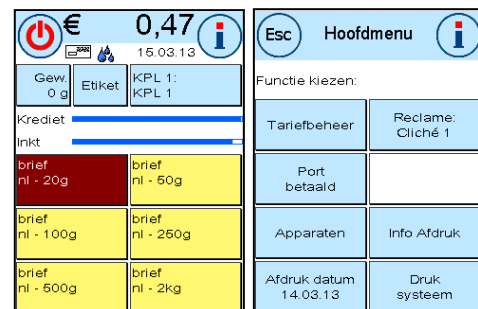 € 0,47
15.03.13
Gew.
0 g
Etiket
KPL 1:
KPL 1
Krediet
Inkt
brief
nl - 20g
brief
nl - 50g
brief
nl - 100g
brief
nl - 250g
brief
nl - 500g
brief
nl - 2Kg
Esc
Hoofd
menu
Functie kiezen:
Tariefbeheer
Reclame:
Cliché 1
Port
betaald
Apparaten
Info Afdruk
Afdruk datum
14.03.13
Druk
systeem